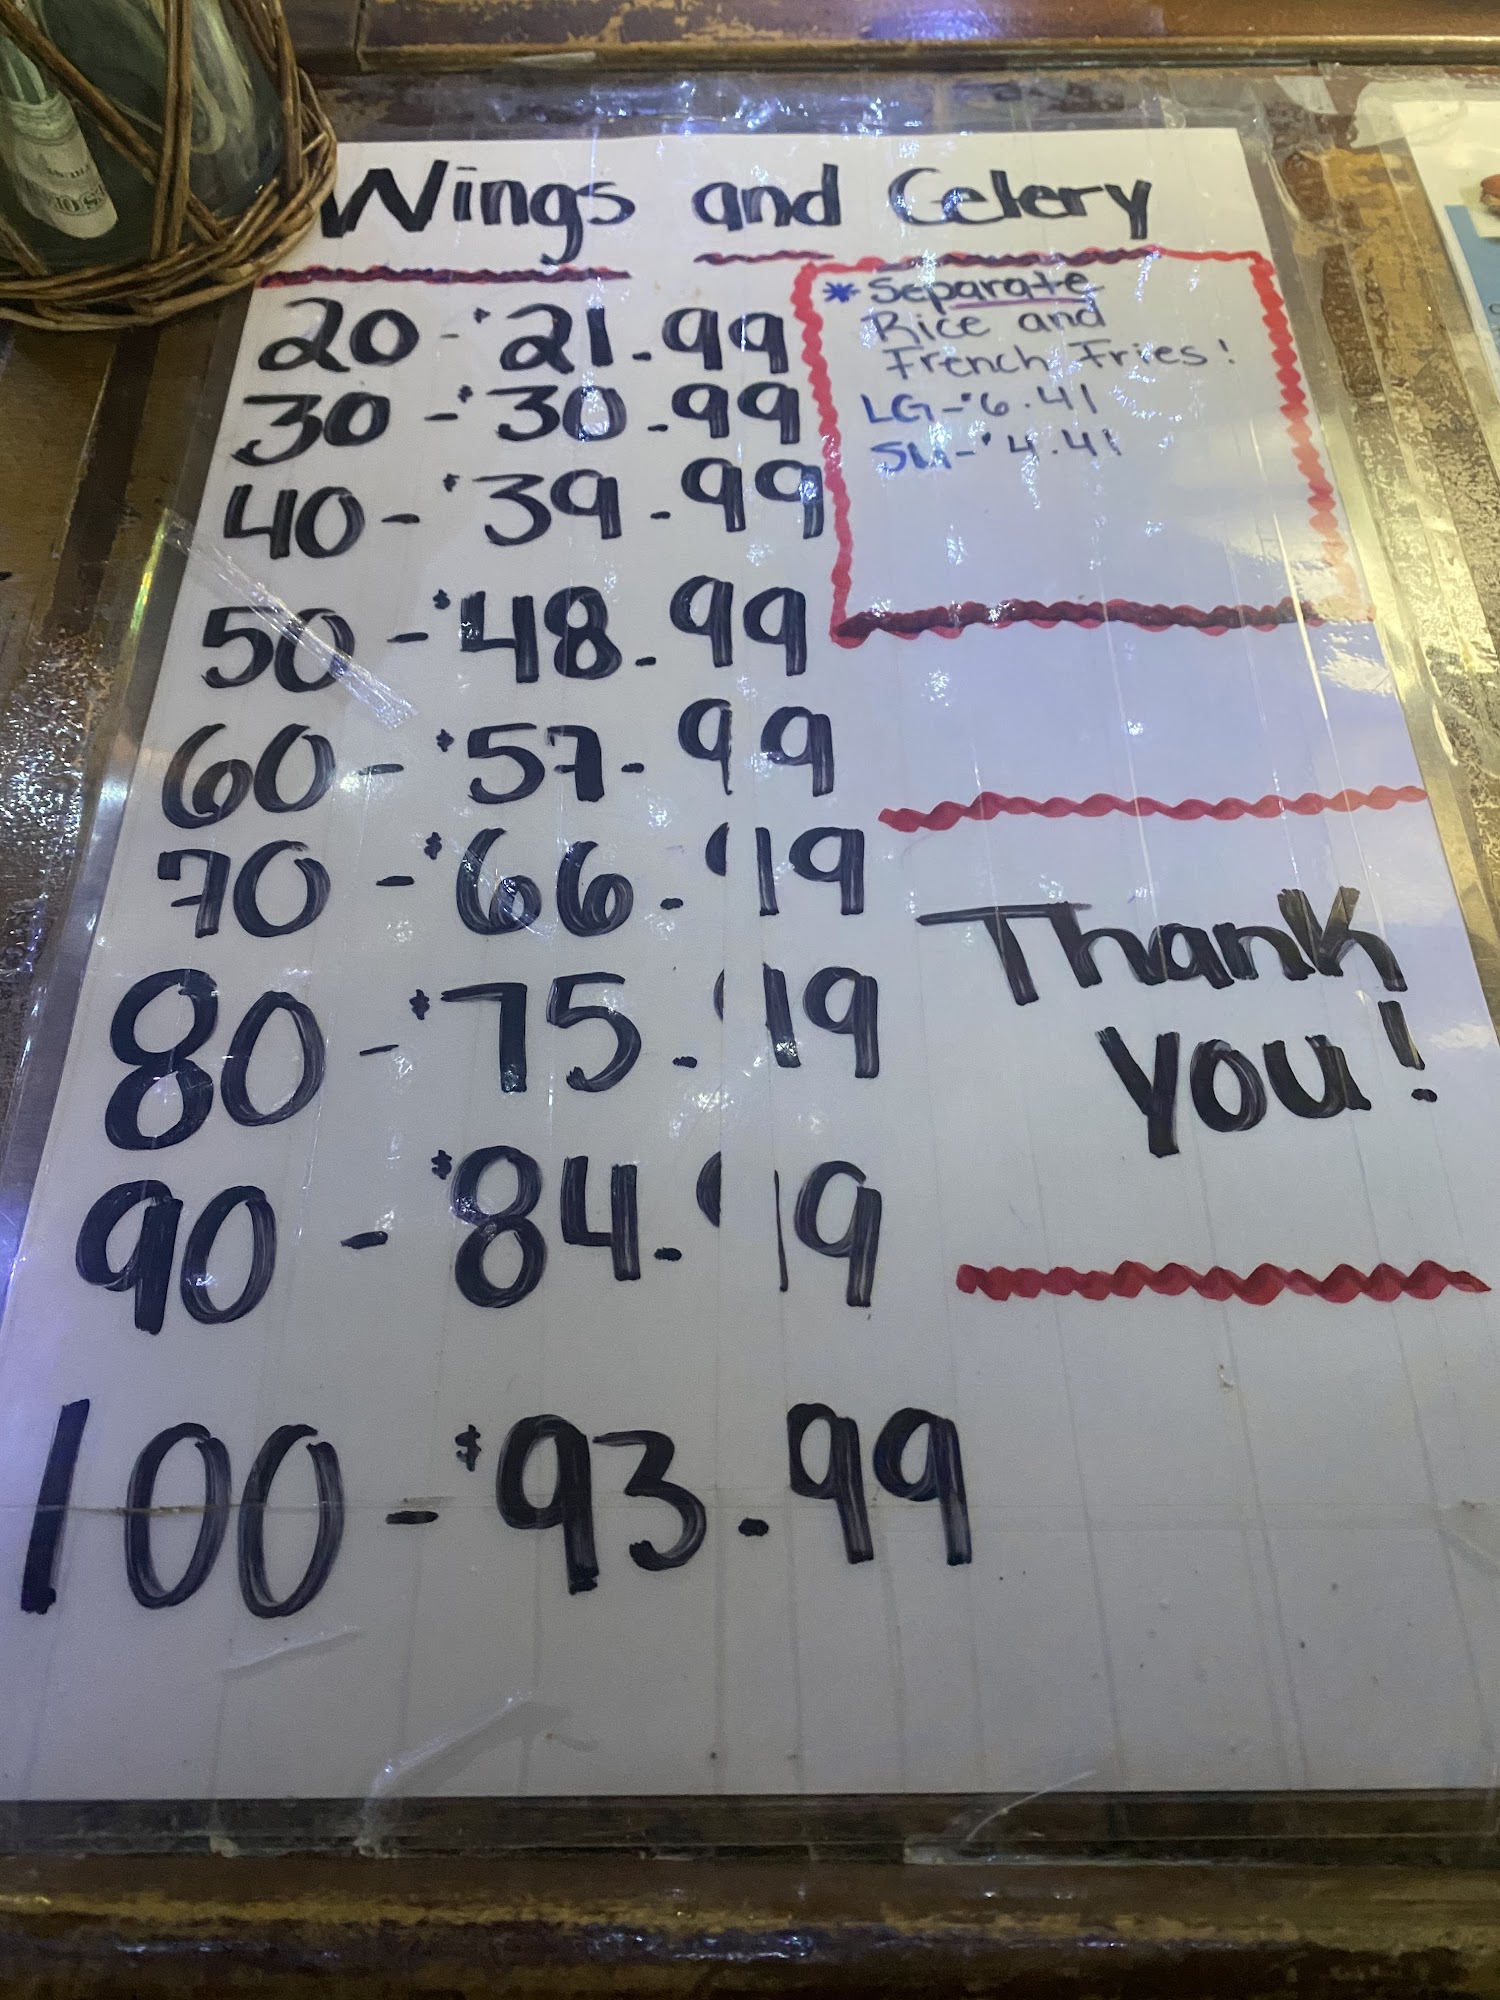 Wings and Celery
20 - $21.99
30 - $30.99
40 - $39.99
50 - $48.99
60 - $57.99
70 - $66.99
80 - $75.99
90 - $84.99
100 - $93.99
* Separate
Rice and
French Fries!
LG - $6.41
SM - $4.41
Thank
you!